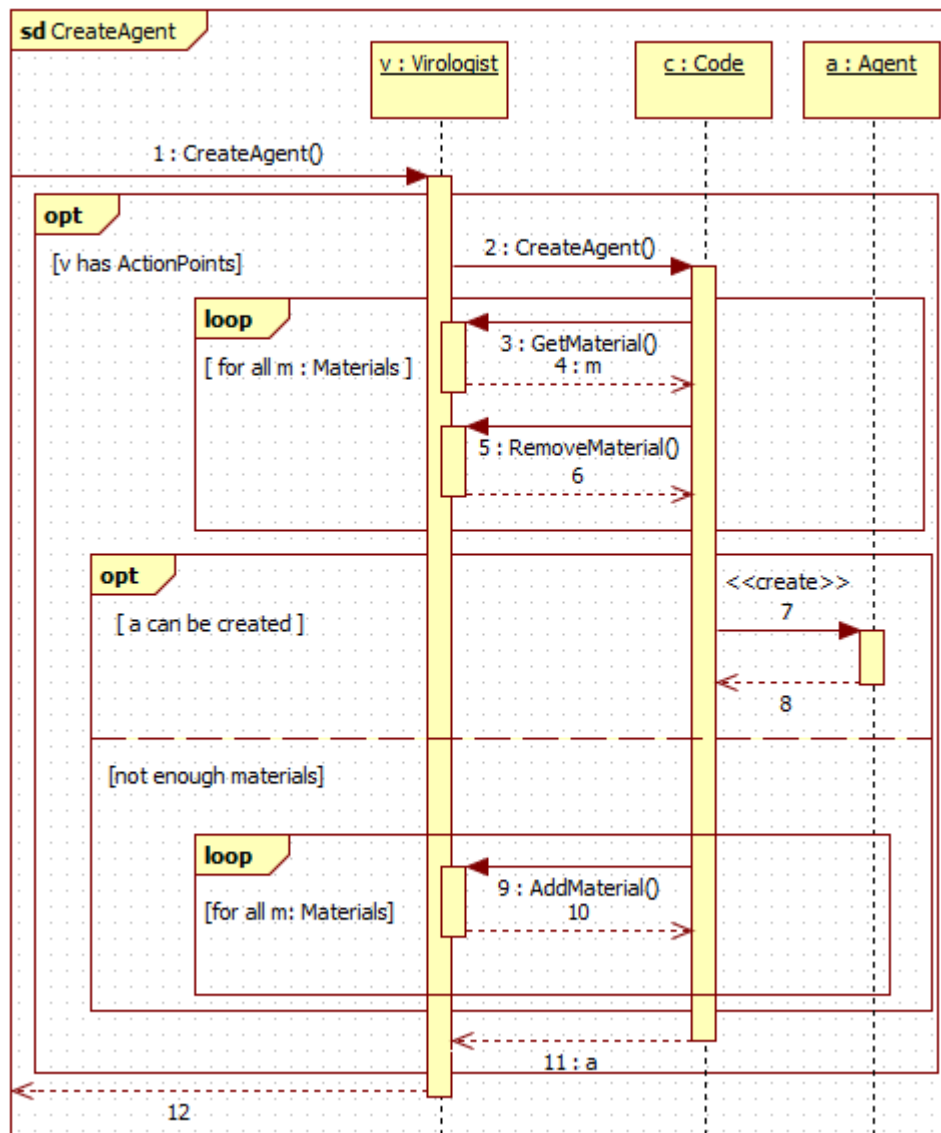 sd CreateAgent
v : Virologist
c : Code
a : Agent
1 : CreateAgent()
opt
[v has ActionPoints]
2 : CreateAgent()
loop
[ for all m : Materials ]
3 : GetMaterial()
4 : m
5 : RemoveMaterial()
6
opt
[ a can be created ]
<<create>>
7
8
[not enough materials]
loop
[for all m: Materials]
9 : AddMaterial()
10
11 : a
12